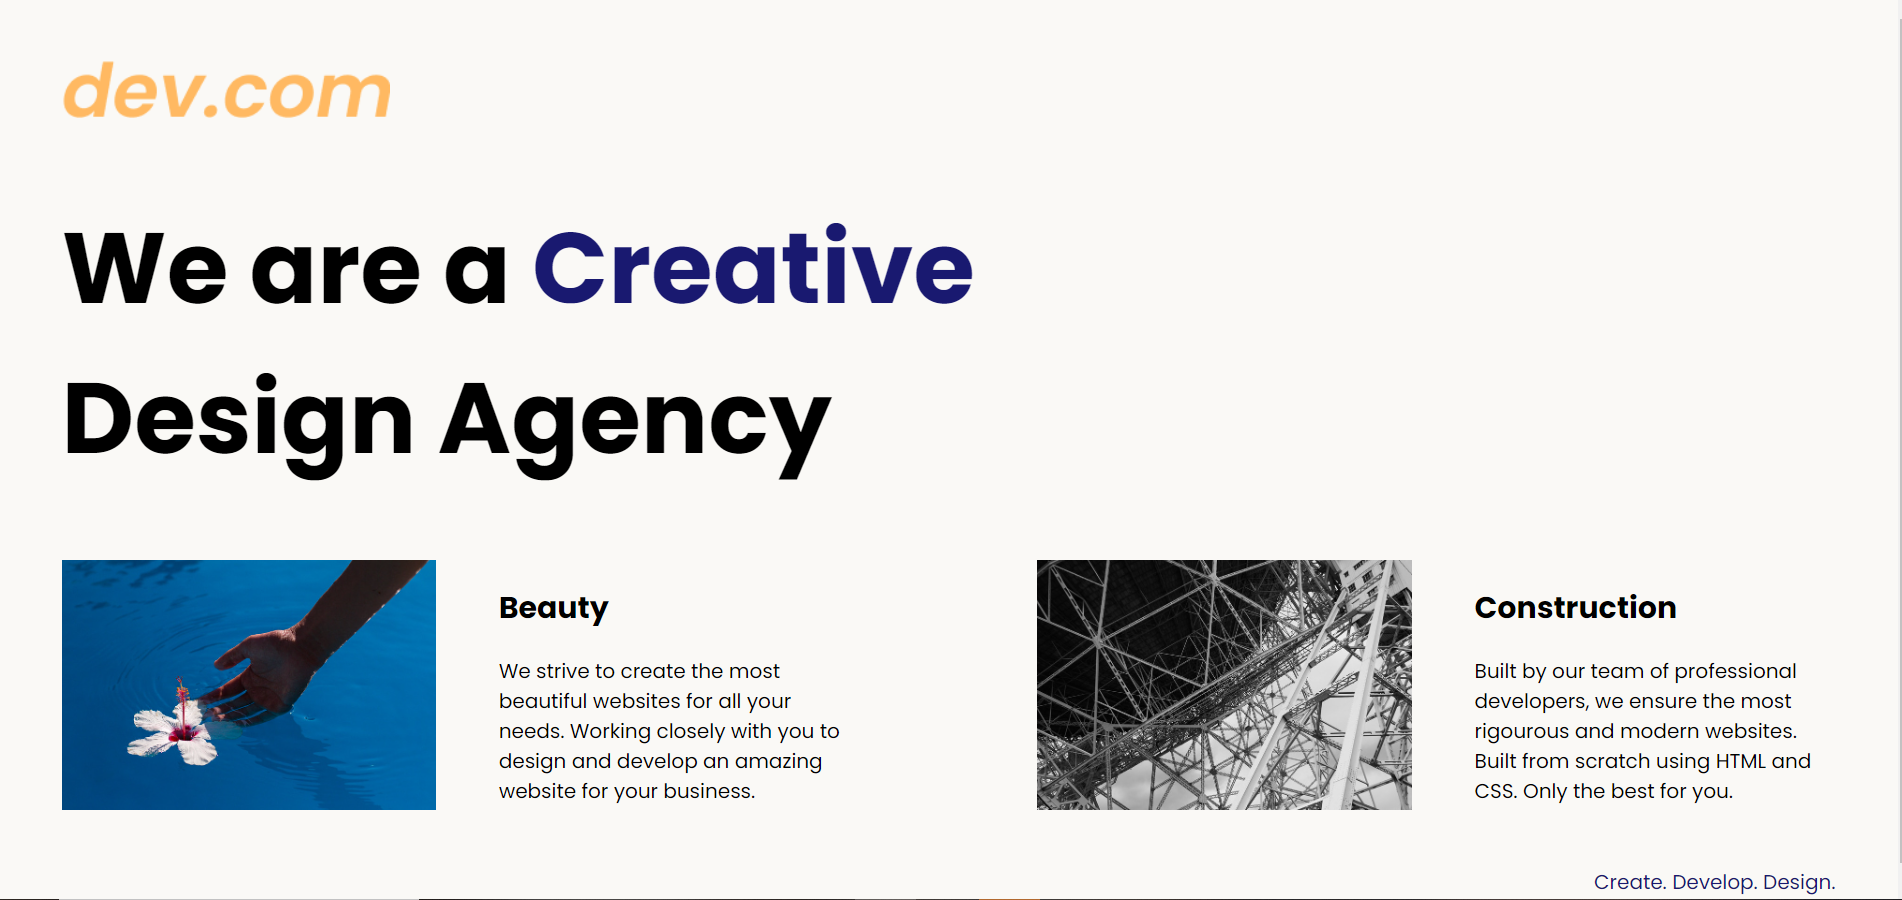 dev.com
We are a Creative
Design Agency
Beauty
We strive to create the most
beautiful websites for all your
needs. Working closely with you to
design and develop an amazing
website for your business.
Construction
Built by our team of professional
developers, we ensure the most
rigourous and modern websites.
Built from scratch using HTML and
CSS. Only the best for you.
Create. Develop. Design.